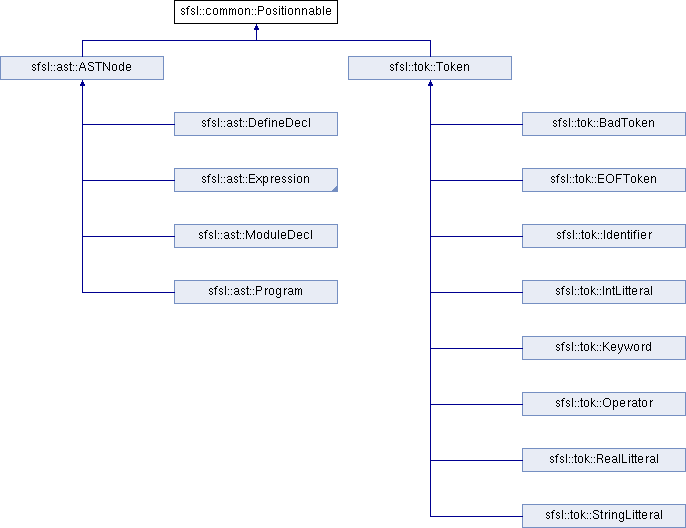 sfsl::common::Positionnable
sfsl::ast::ASTNode
sfsl::tok::Token
sfsl::ast::DefineDecl
sfsl::tok::BadToken
sfsl::ast::Expression
sfsl::tok::EOFToken
sfsl::ast::ModuleDecl
sfsl::tok::Identifier
sfsl::ast::Program
sfsl::tok::IntLitteral
sfsl::tok::Keyword
sfsl::tok::Operator
sfsl::tok::RealLitteral
sfsl::tok::StringLitteral